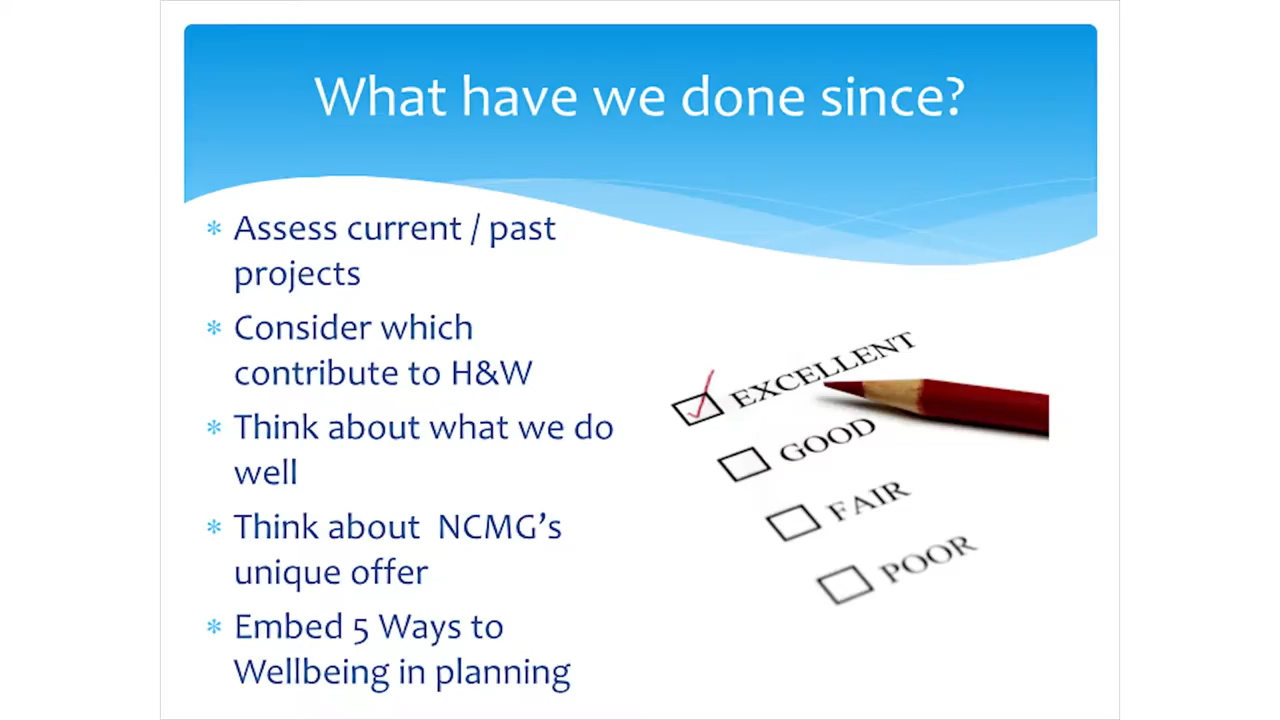 What have we done since?
* Assess current / past
projects
* Consider which
contribute to H&W
* Think about what we do
well
* Think about  NCMG's
unique offer
* Embed 5 Ways to
Wellbeing in planning
EXCELLENT
GOOD
FAIR
POOR